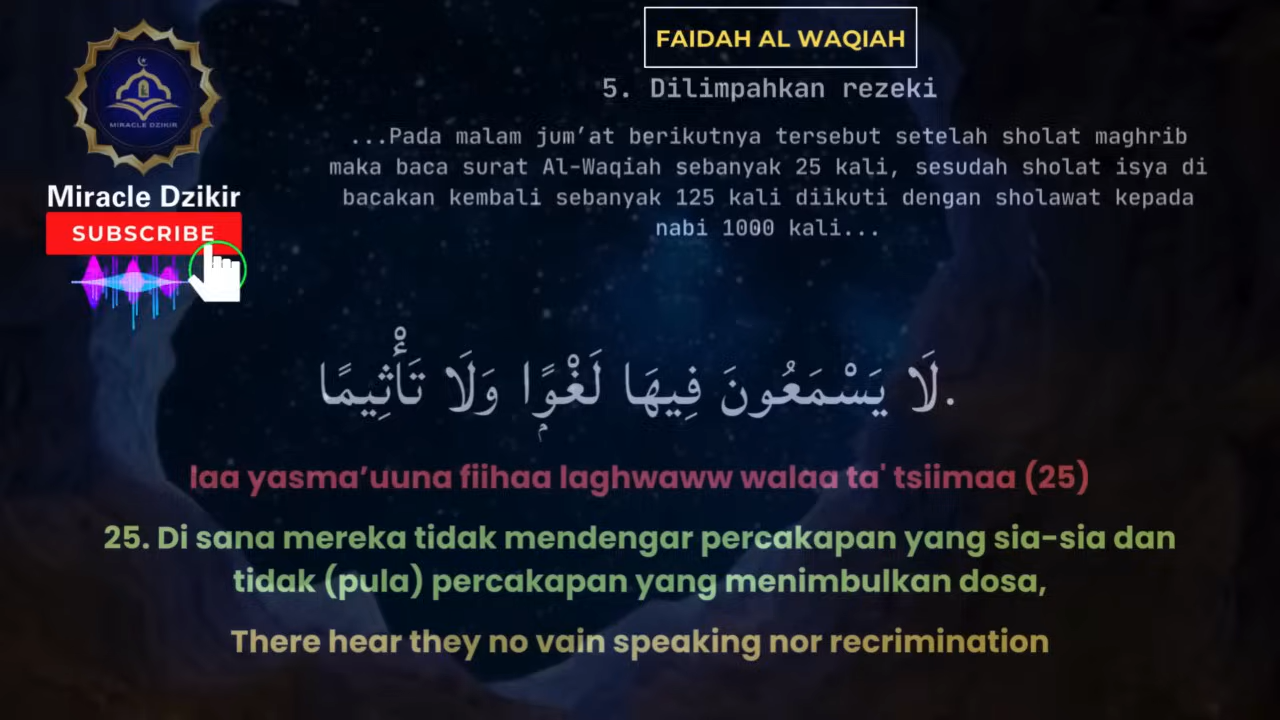 FAIDAH AL WAQIAH
5. Dilimpahkan rezeki
...Pada malam jum’at berikutnya tersebut setelah sholat maghrib
maka baca surat Al-Waqiah sebanyak 25 kali, sesudah sholat isya di
bacakan kembali sebanyak 125 kali diikuti dengan sholawat kepada
nabi 1000 kali...
MIRACLE DZIKIR
Miracle Dzikir
SUBSCRIBE
لَا يَسْمَعُونَ فِيهَا لَغْوًۭا وَلَا تَأْثِيمًا.
laa yasma’uuna fiihaa laghwaww walaa ta' tsiimaa (25)
25. Di sana mereka tidak mendengar percakapan yang sia-sia dan
tidak (pula) percakapan yang menimbulkan dosa,
There hear they no vain speaking nor recrimination